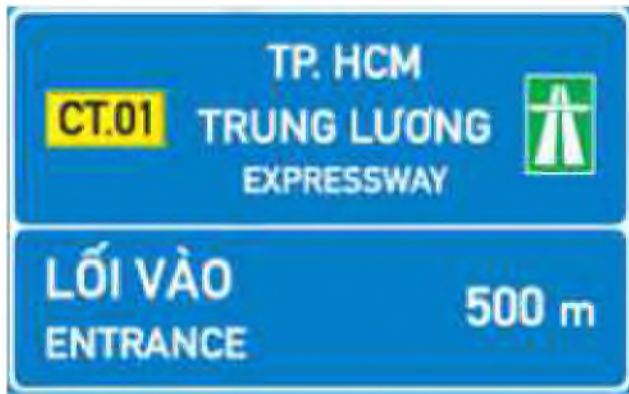 CT.01
TP. HCM
TRUNG LƯƠNG
EXPRESSWAY
LỐI VÀO
ENTRANCE
500 m